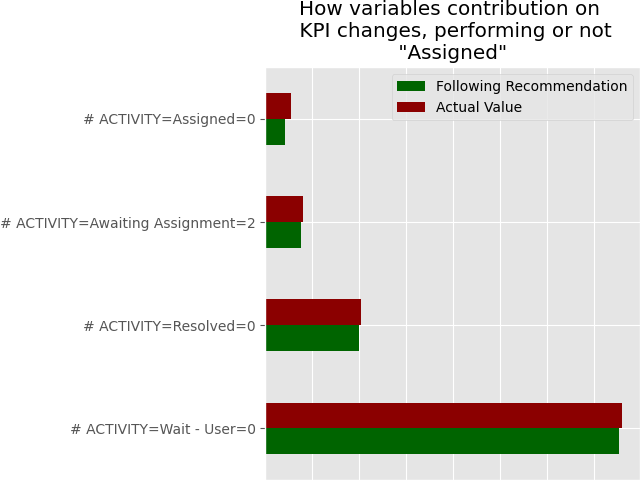 How variables contribution on
KPI changes, performing or not
"Assigned"
Following Recommendation
Actual Value
# ACTIVITY=Assigned=0
# ACTIVITY=Awaiting Assignment=2
# ACTIVITY=Resolved=0
# ACTIVITY=Wait - User=0